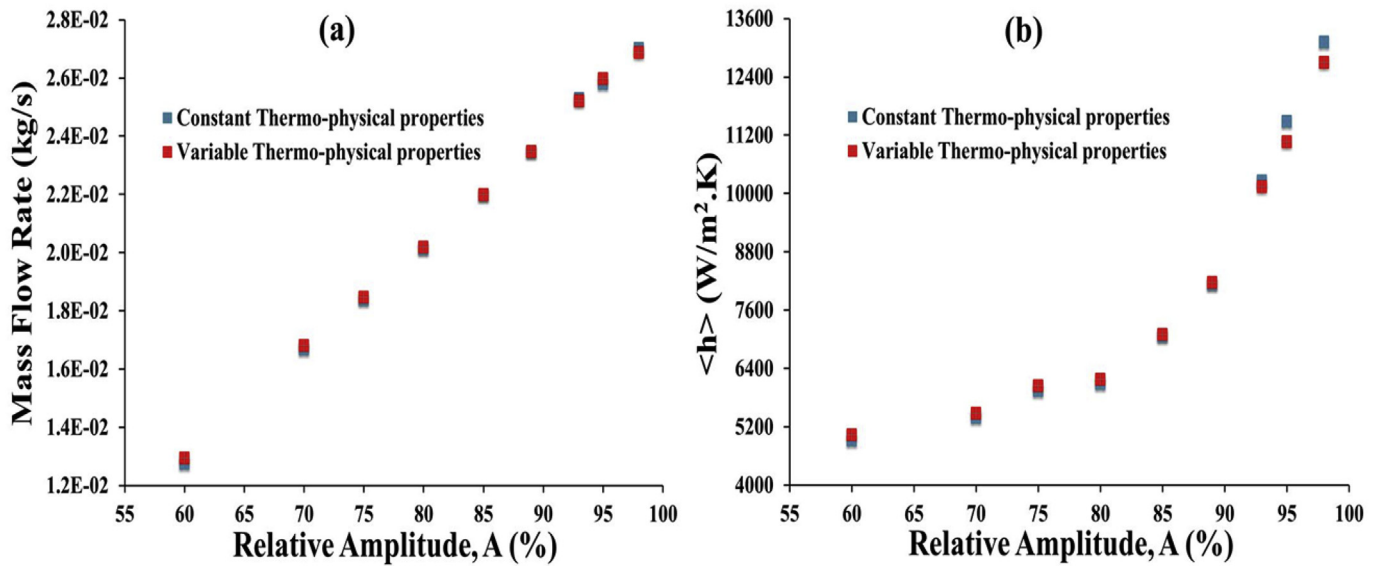 (a)
Mass Flow Rate (kg/s)
2.8E-02
2.6E-02
2.4E-02
2.2E-02
2.0E-02
1.8E-02
1.6E-02
1.4E-02
1.2E-02
Constant Thermo-physical properties
Variable Thermo-physical properties
55 60 65 70 75 80 85 90 95 100
Relative Amplitude, A (%)
(b)
<h> (W/m².K)
13600
12400
11200
10000
8800
7600
6400
5200
4000
Constant Thermo-physical properties
Variable Thermo-physical properties
55 60 65 70 75 80 85 90 95 100
Relative Amplitude, A (%)